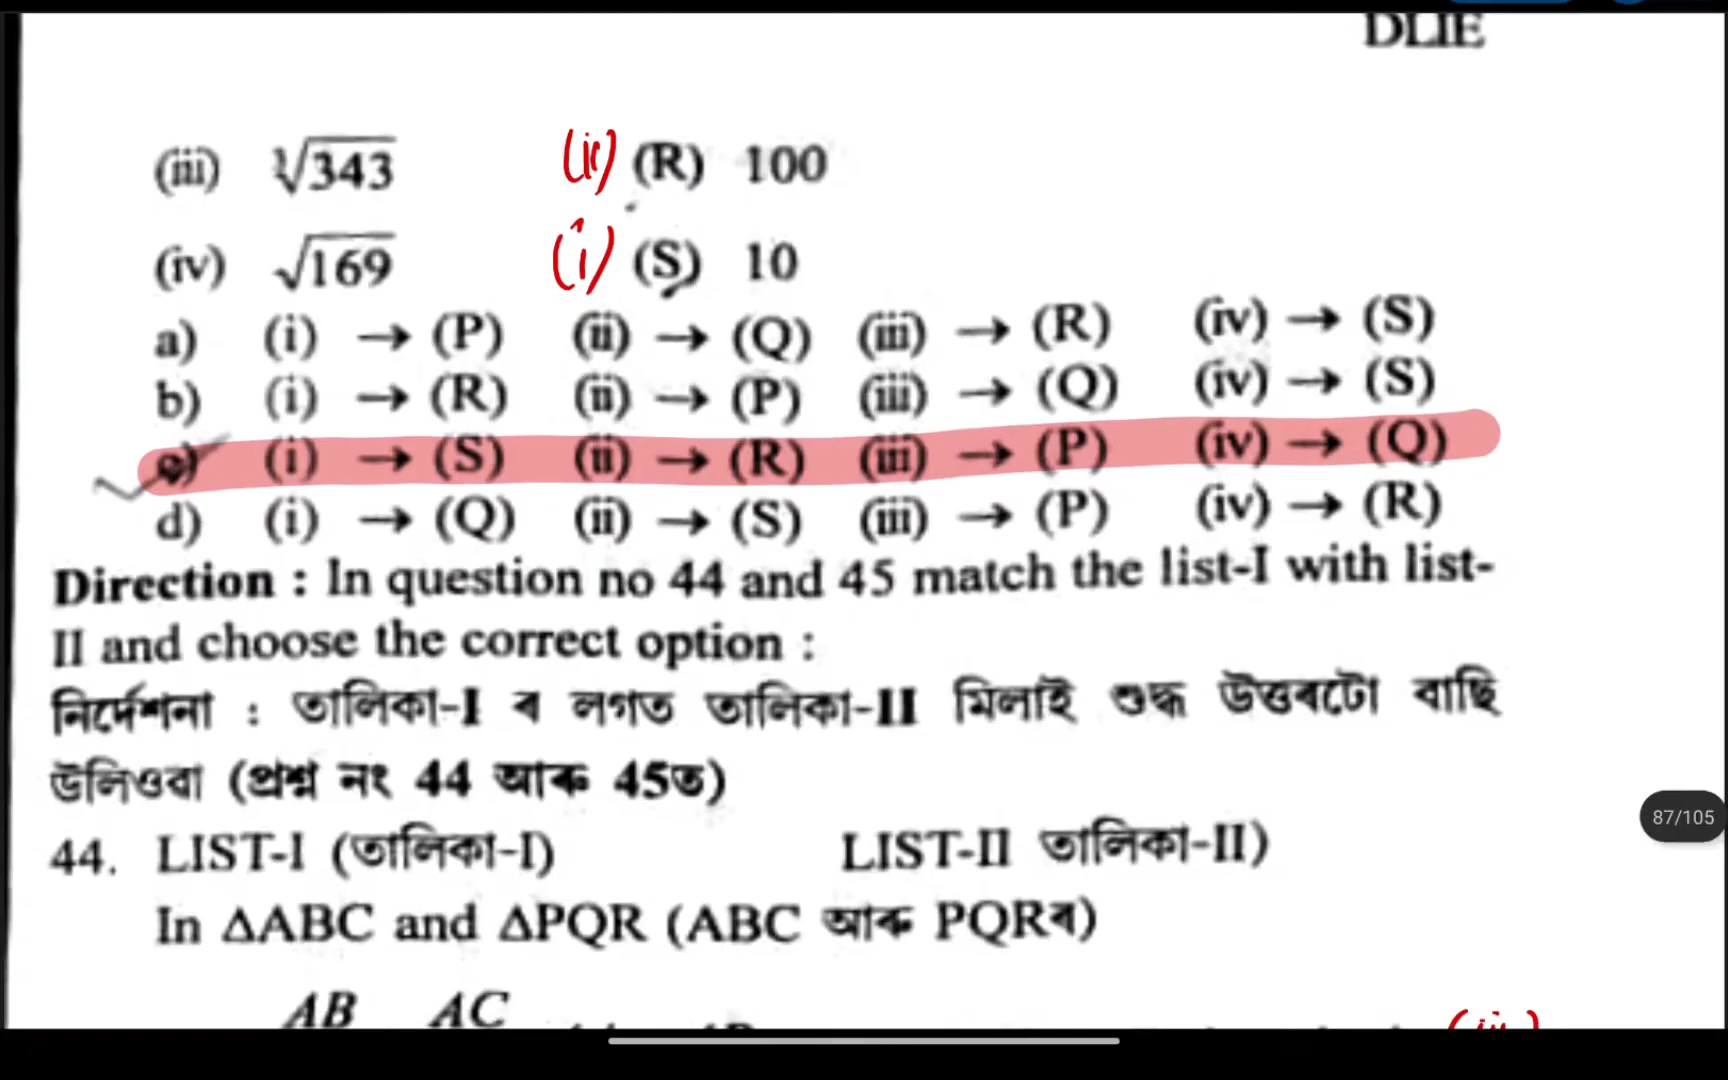 DLIE
(iii) ∛343 (ii) (R) 100
(iv) √169 (i) (S) 10
a) (i) → (P) (ii) → (Q) (iii) → (R) (iv) → (S)
b) (i) → (R) (ii) → (P) (iii) → (Q) (iv) → (S)
c) (i) → (S) (ii) → (R) (iii) → (P) (iv) → (Q)
d) (i) → (Q) (ii) → (S) (iii) → (P) (iv) → (R)
Direction : In question no 44 and 45 match the list-I with list-
II and choose the correct option :
নিৰ্দেশনা : তালিকা-I ৰ লগত তালিকা-II মিলাই শুদ্ধ উত্তৰটো বাছি
উলিওৱা (প্ৰশ্ন নং 44 আৰু 45ত)
87/105
44. LIST-I (তালিকা-I) LIST-II তালিকা-II)
In ΔABC and ΔPQR (ABC আৰু PQRৰ)
AB AC